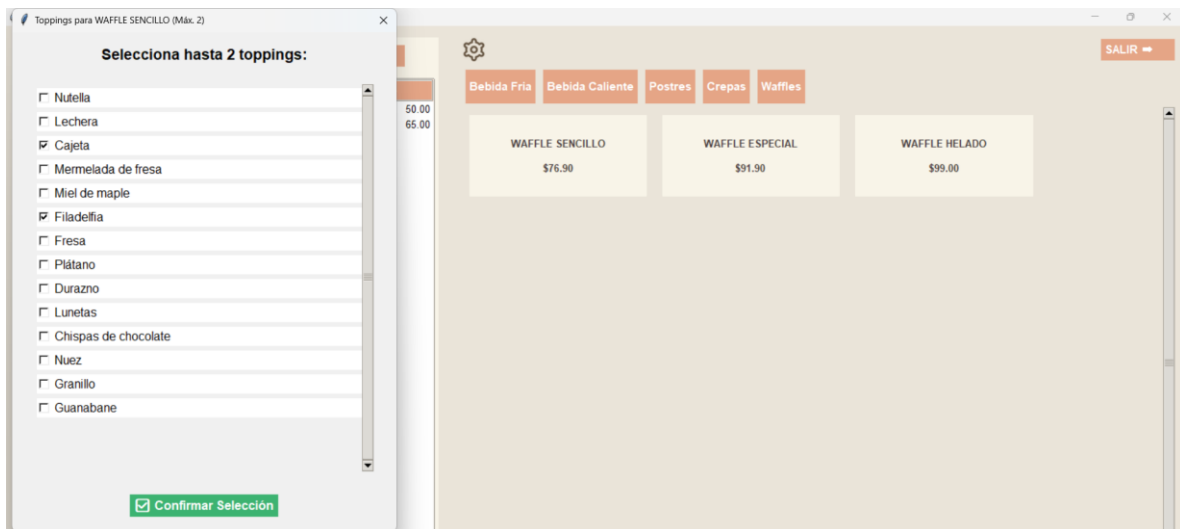 Toppings para WAFFLE SENCILLO (Máx. 2)
Selecciona hasta 2 toppings:
Nutella
Lechera
Cajeta
Mermelada de fresa
Miel de maple
Filadelfia
Fresa
Plátano
Durazno
Lunetas
Chispas de chocolate
Nuez
Granillo
Guanabane
Confirmar Selección
50.00
65.00
SALIR ➡
Bebida Fria Bebida Caliente Postres Crepas Waffles
WAFFLE SENCILLO WAFFLE ESPECIAL WAFFLE HELADO
$76.90 $91.90 $99.00